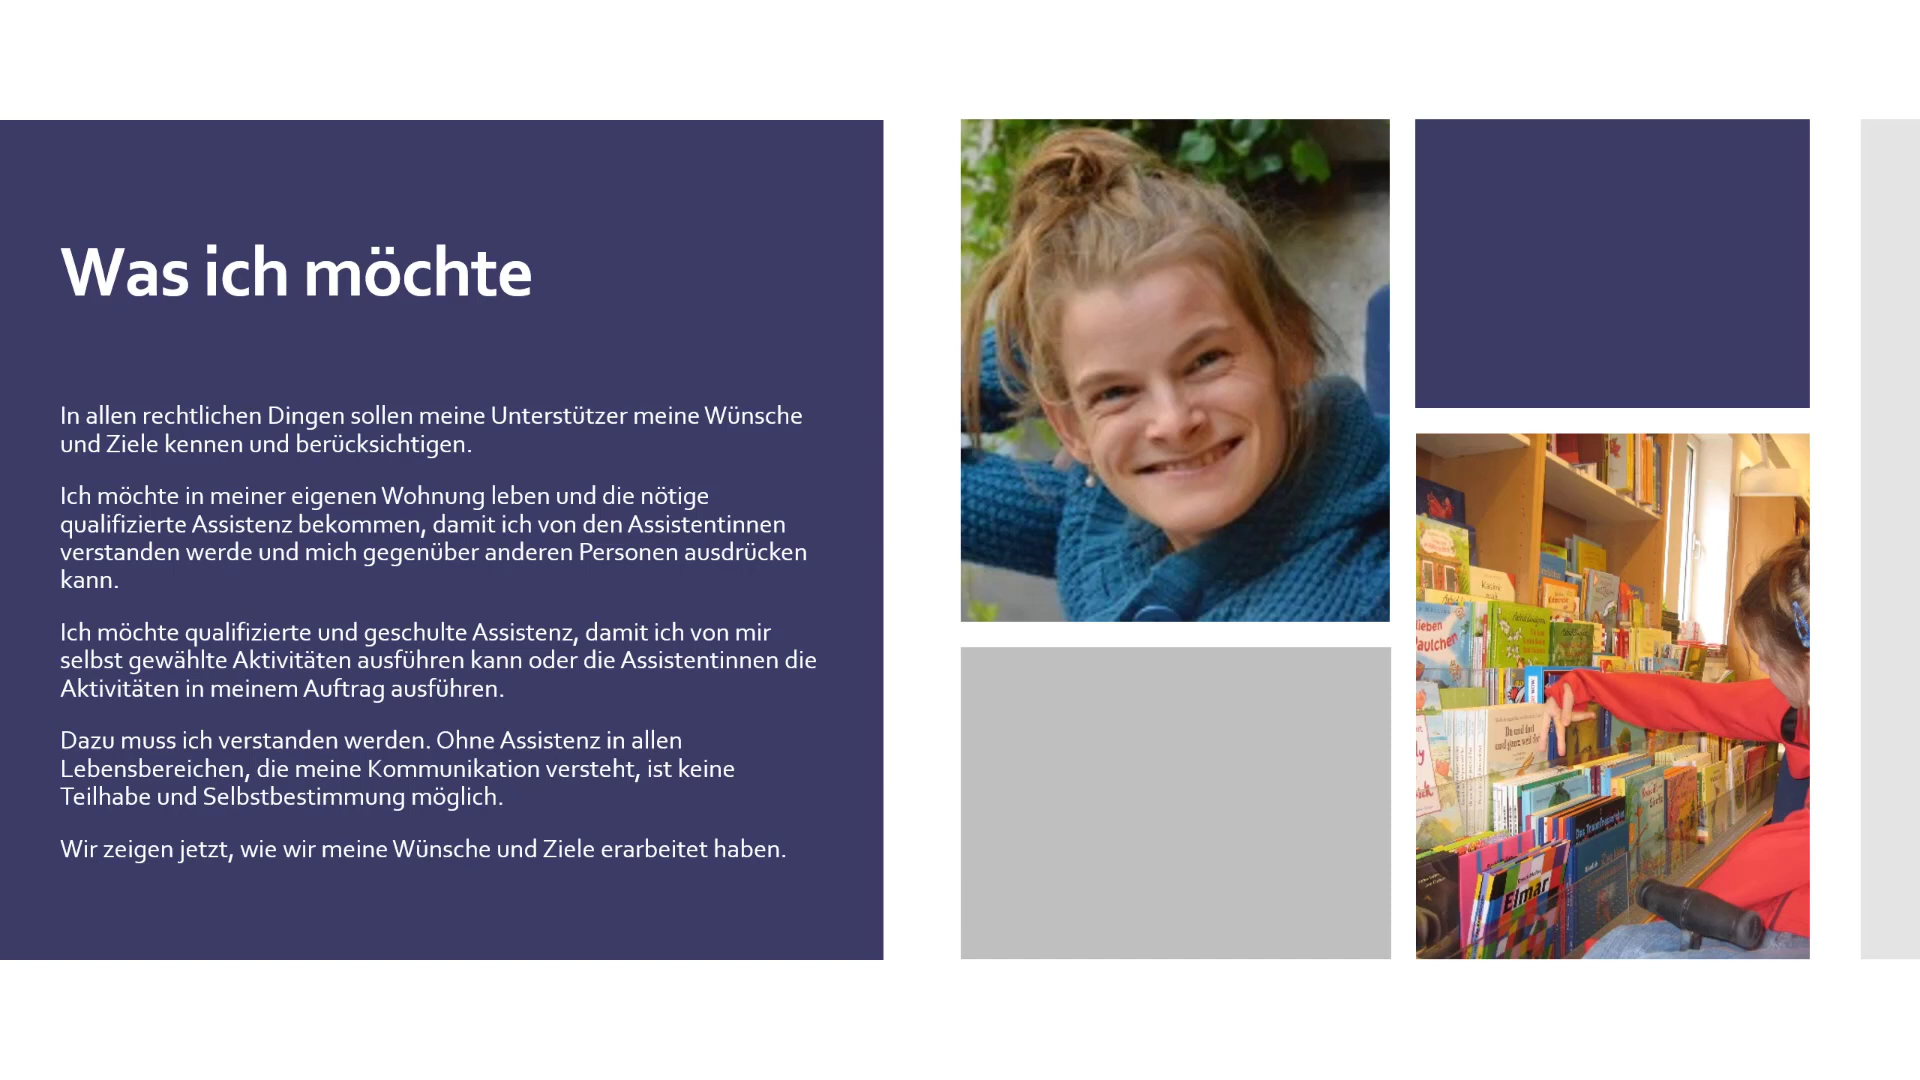 Was ich möchte
In allen rechtlichen Dingen sollen meine Unterstützer meine Wünsche
und Ziele kennen und berücksichtigen.
Ich möchte in meiner eigenen Wohnung leben und die nötige
qualifizierte Assistenz bekommen, damit ich von den Assistentinnen
verstanden werde und mich gegenüber anderen Personen ausdrücken
kann.
Ich möchte qualifizierte und geschulte Assistenz, damit ich von mir
selbst gewählte Aktivitäten ausführen kann oder die Assistentinnen die
Aktivitäten in meinem Auftrag ausführen.
Dazu muss ich verstanden werden. Ohne Assistenz in allen
Lebensbereichen, die meine Kommunikation versteht, ist keine
Teilhabe und Selbstbestimmung möglich.
Wir zeigen jetzt, wie wir meine Wünsche und Ziele erarbeitet haben.
Elmar